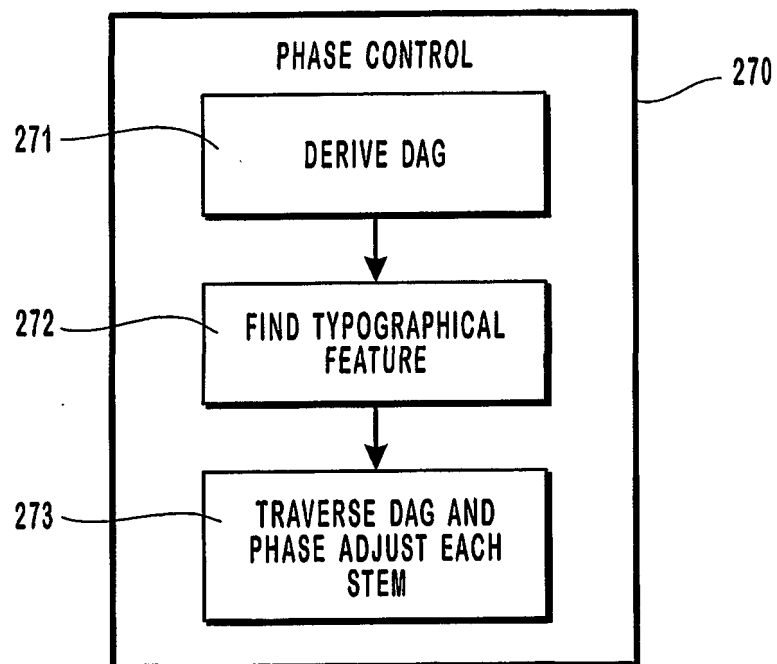 PHASE CONTROL
270
271
DERIVE DAG
272
FIND TYPOGRAPHICAL
FEATURE
273
TRAVERSE DAG AND
PHASE ADJUST EACH
STEM